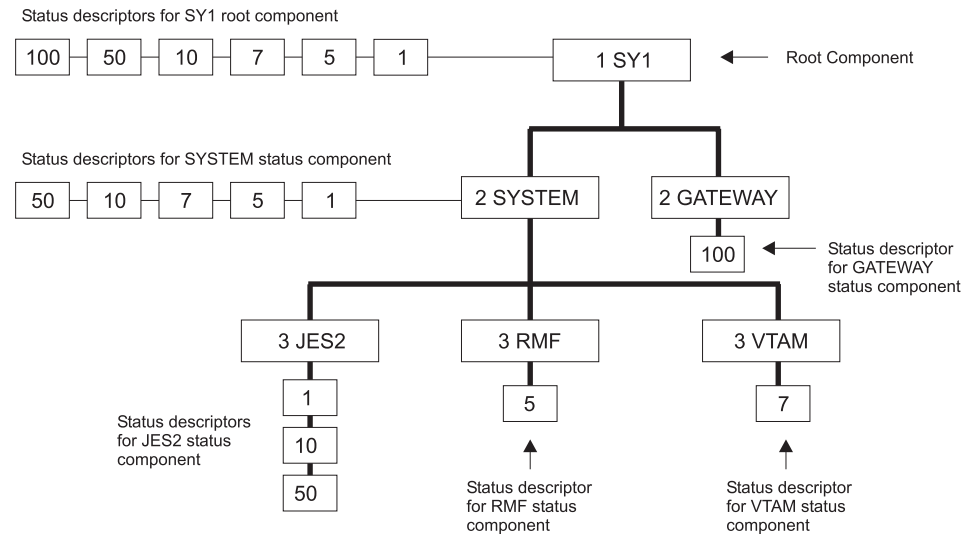 Status descriptors for SY1 root component
100 50 10 7 5 1 1 SY1 Root Component
Status descriptors for SYSTEM status component
50 10 7 5 1 2 SYSTEM 2 GATEWAY
100
Status descriptor
for GATEWAY
status component
3 JES2 3 RMF 3 VTAM
1
10
50
Status descriptors
for JES2 status
component
5
Status descriptor
for RMF status
component
7
Status descriptor
for VTAM status
component